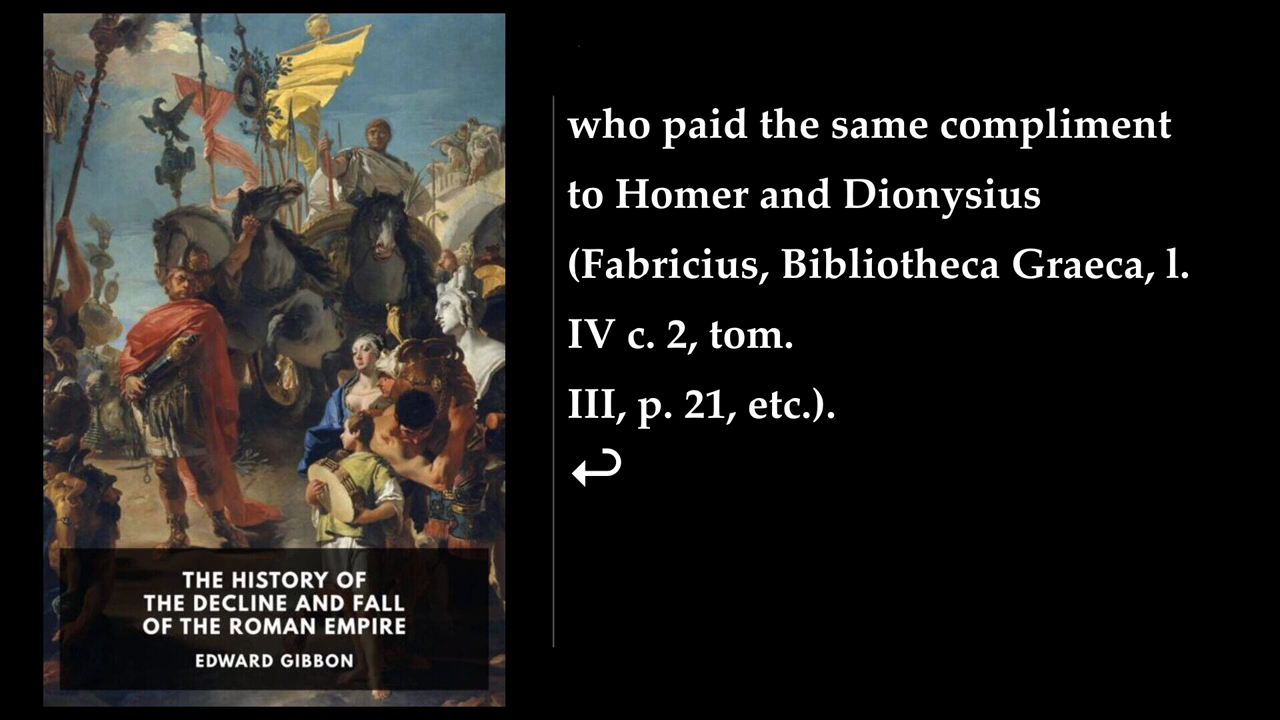 who paid the same compliment
to Homer and Dionysius
(Fabricius, Bibliotheca Graeca, l.
IV c. 2, tom.
III, p. 21, etc.).
↩
THE HISTORY OF
THE DECLINE AND FALL
OF THE ROMAN EMPIRE
EDWARD GIBBON